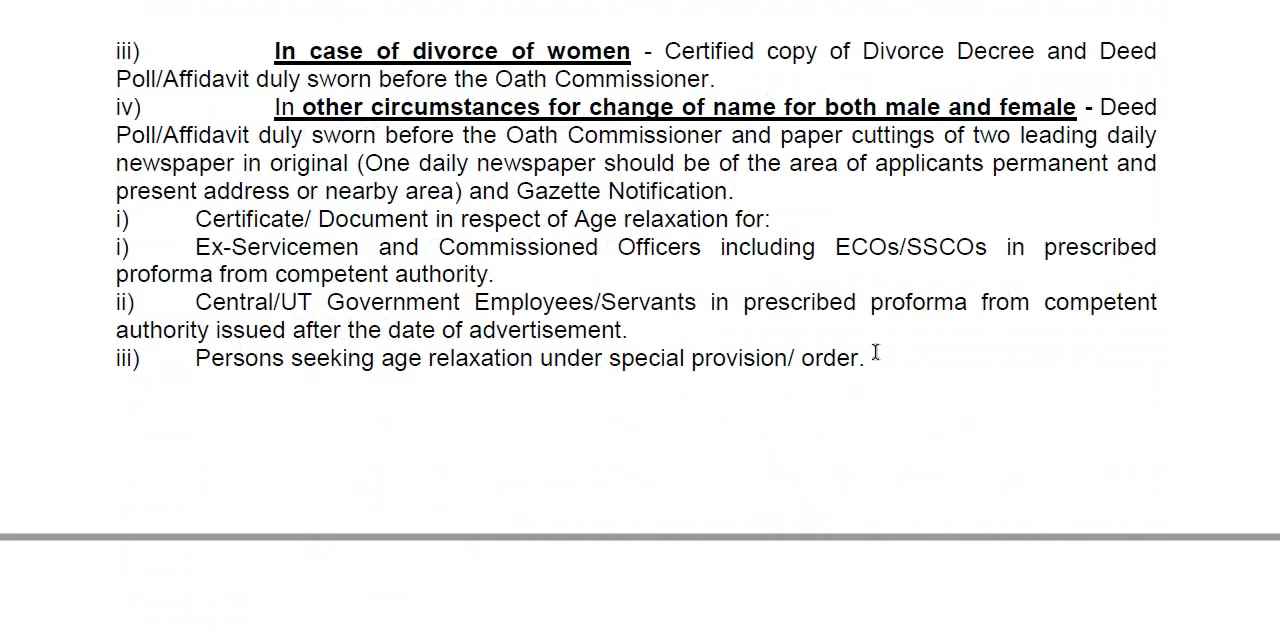 iii) In case of divorce of women - Certified copy of Divorce Decree and Deed
Poll/Affidavit duly sworn before the Oath Commissioner.
iv) In other circumstances for change of name for both male and female - Deed
Poll/Affidavit duly sworn before the Oath Commissioner and paper cuttings of two leading daily
newspaper in original (One daily newspaper should be of the area of applicants permanent and
present address or nearby area) and Gazette Notification.
i) Certificate/ Document in respect of Age relaxation for:
i) Ex-Servicemen and Commissioned Officers including ECOs/SSCOs in prescribed
proforma from competent authority.
ii) Central/UT Government Employees/Servants in prescribed proforma from competent
authority issued after the date of advertisement.
iii) Persons seeking age relaxation under special provision/ order.